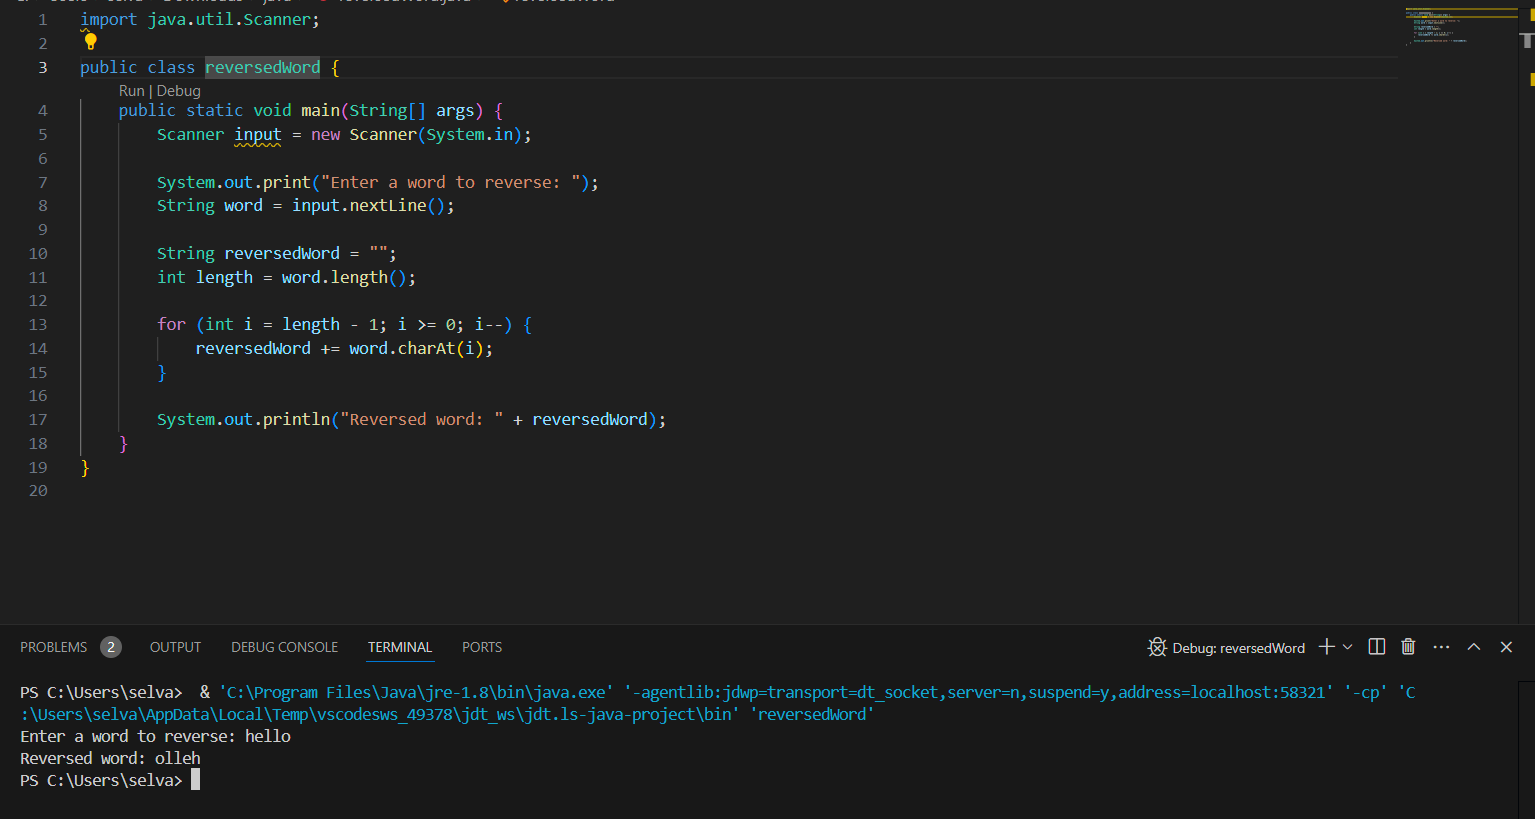 1 import java.util.Scanner;
2
3 public class reversedWord {
Run | Debug
4 public static void main(String[] args) {
5 Scanner input = new Scanner(System.in);
6
7 System.out.print("Enter a word to reverse: ");
8 String word = input.nextLine();
9
10 String reversedWord = "";
11 int length = word.length();
12
13 for (int i = length - 1; i >= 0; i--) {
14 reversedWord += word.charAt(i);
15 }
16
17 System.out.println("Reversed word: " + reversedWord);
18 }
19 }
20
PROBLEMS 2 OUTPUT DEBUG CONSOLE TERMINAL PORTS Debug: reversedWord
PS C:\Users\selva>  & 'C:\Program Files\Java\jre-1.8\bin\java.exe' '-agentlib:jdwp=transport=dt_socket,server=n,suspend=y,address=localhost:58321' '-cp' 'C
:\Users\selva\AppData\Local\Temp\vscodesws_49378\jdt_ws\jdt.ls-java-project\bin' 'reversedWord'
Enter a word to reverse: hello
Reversed word: olleh
PS C:\Users\selva>